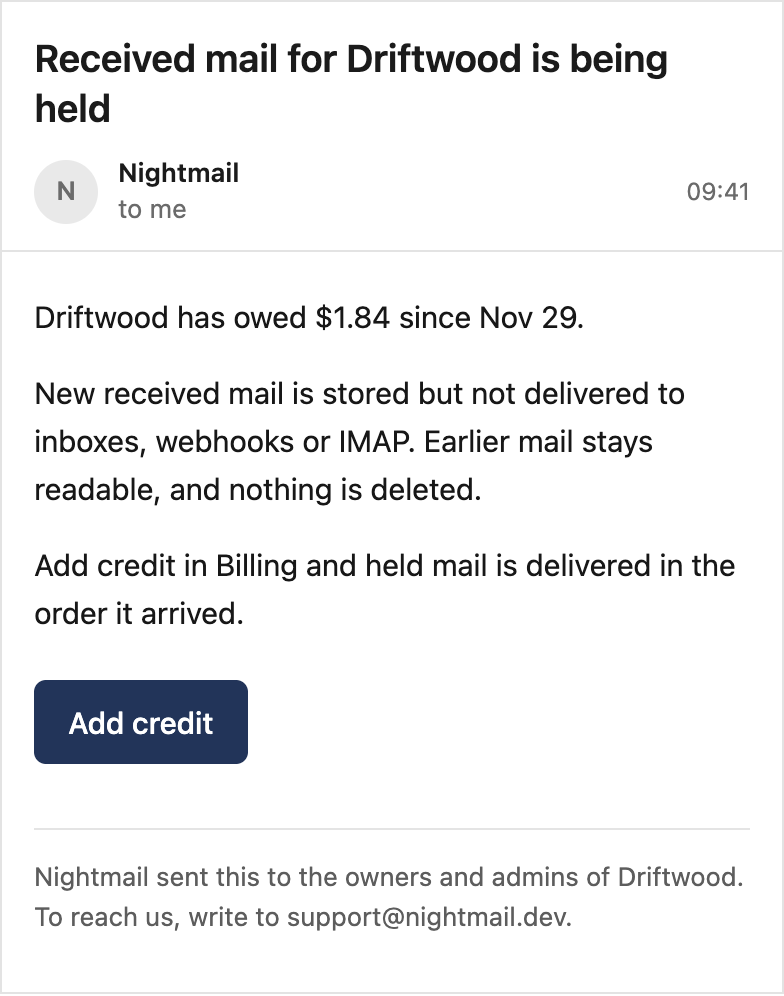 Received mail for Driftwood is being
held
N
Nightmail
to me
09:41
Driftwood has owed $1.84 since Nov 29.
New received mail is stored but not delivered to
inboxes, webhooks or IMAP. Earlier mail stays
readable, and nothing is deleted.
Add credit in Billing and held mail is delivered in the
order it arrived.
Add credit
Nightmail sent this to the owners and admins of Driftwood.
To reach us, write to support@nightmail.dev.